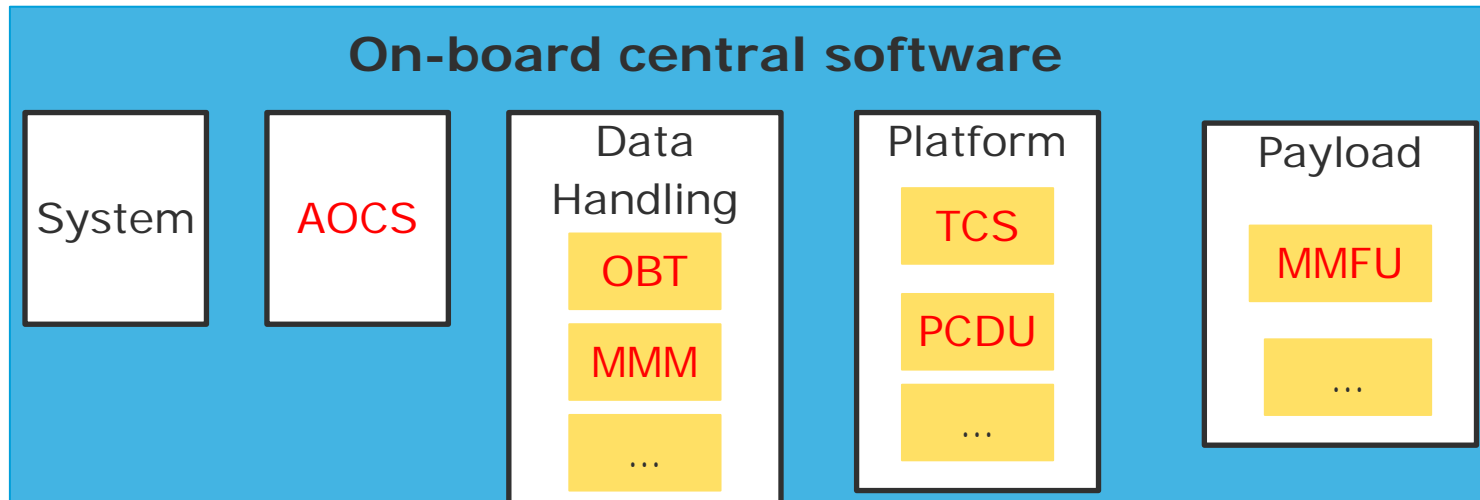 On-board central software
System
AOCS
Data
Handling
OBT
MMM
...
Platform
TCS
PCDU
...
Payload
MMFU
...